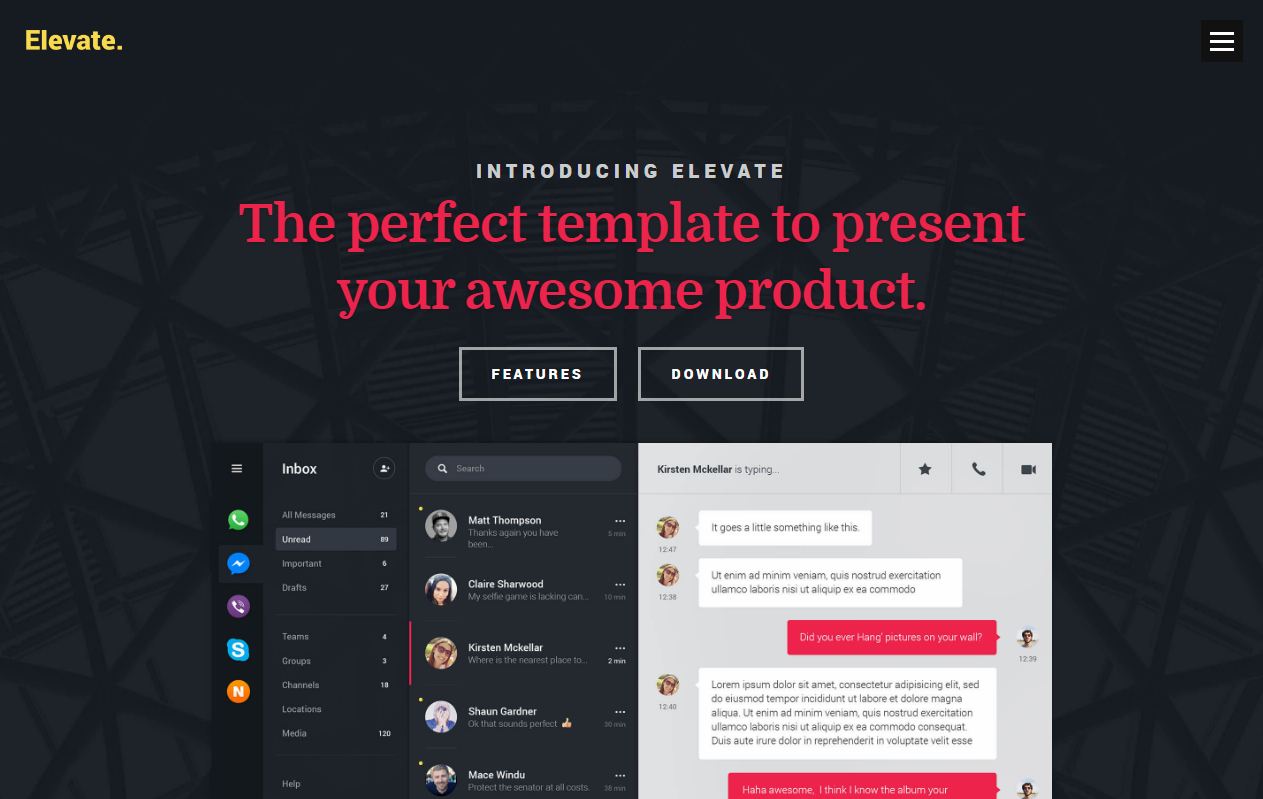 Elevate.
INTRODUCING ELEVATE
The perfect template to present
your awesome product.
FEATURES
DOWNLOAD
Inbox
All Messages 21
Unread 89
Important 6
Drafts 27
Teams 4
Groups 3
Channels 18
Locations
Media 120
Help
Search
Matt Thompson
Thanks again you have
been...
5 min
Claire Sharwood
My selfie game is lacking can... 10 min
Kirsten Mckellar
Where is the nearest place to... 2 min
Shaun Gardner
Ok that sounds perfect 👍 30 min
Mace Windu
Protect the senator at all costs. 38 min
Kirsten Mckellar is typing...
It goes a little something like this.
12:47
Ut enim ad minim veniam, quis nostrud exercitation
ullamco laboris nisi ut aliquip ex ea commodo
12:38
Did you ever Hang' pictures on your wall?
12:39
Lorem ipsum dolor sit amet, consectetur adipisicing elit, sed
do eiusmod tempor incididunt ut labore et dolore magna
aliqua. Ut enim ad minim veniam, quis nostrud exercitation
ullamco laboris nisi ut aliquip ex ea commodo consequat.
Duis aute irure dolor in reprehenderit in voluptate velit esse
12:40
Haha awesome, I think I know the album your